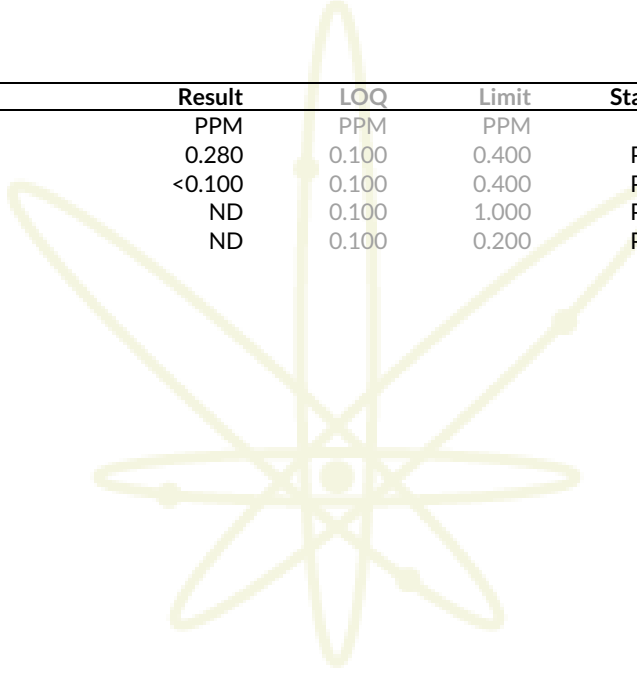 Result LOQ Limit Sta
PPM PPM PPM
0.280 0.100 0.400 P
<0.100 0.100 0.400 P
ND 0.100 1.000 P
ND 0.100 0.200 P